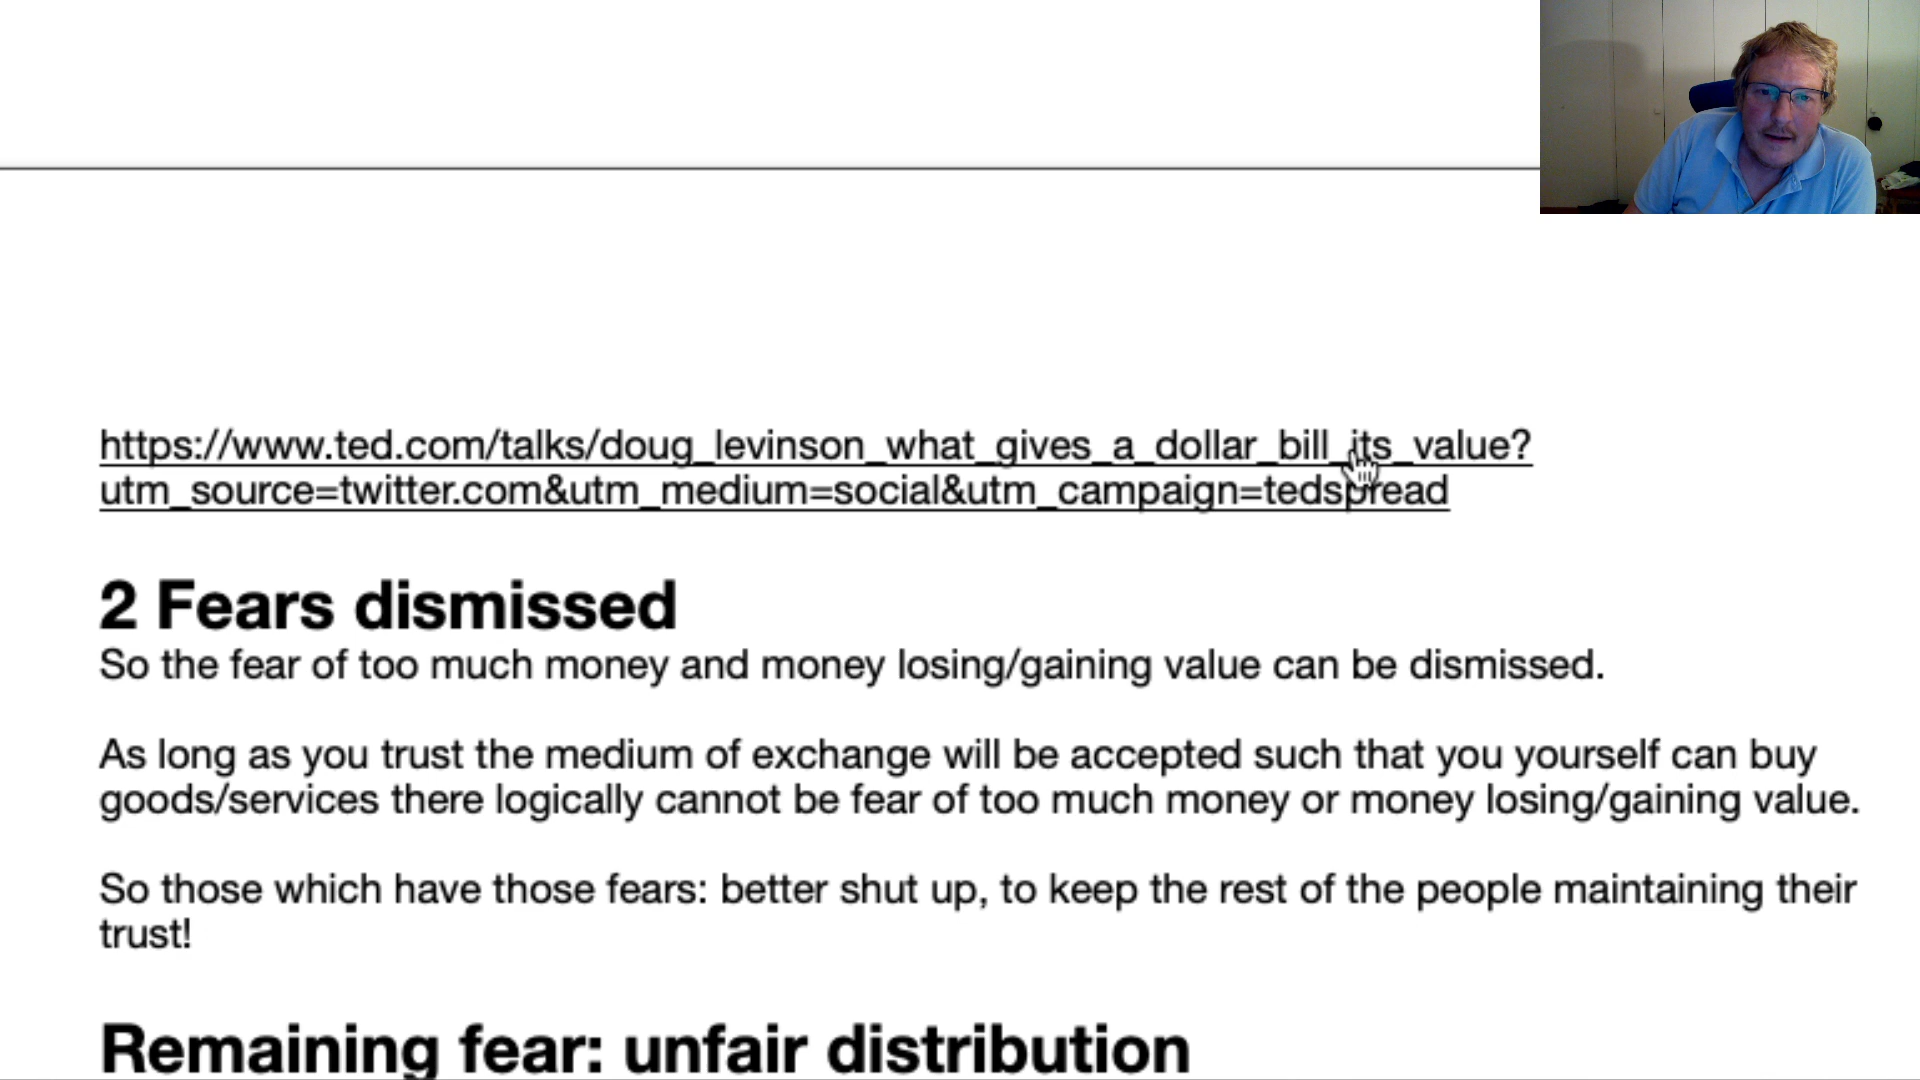 https://www.ted.com/talks/doug_levinson_what_gives_a_dollar_bill_its_value?
utm_source=twitter.com&utm_medium=social&utm_campaign=tedspread
2 Fears dismissed
So the fear of too much money and money losing/gaining value can be dismissed.
As long as you trust the medium of exchange will be accepted such that you yourself can buy
goods/services there logically cannot be fear of too much money or money losing/gaining value.
So those which have those fears: better shut up, to keep the rest of the people maintaining their
trust!
Remaining fear: unfair distribution